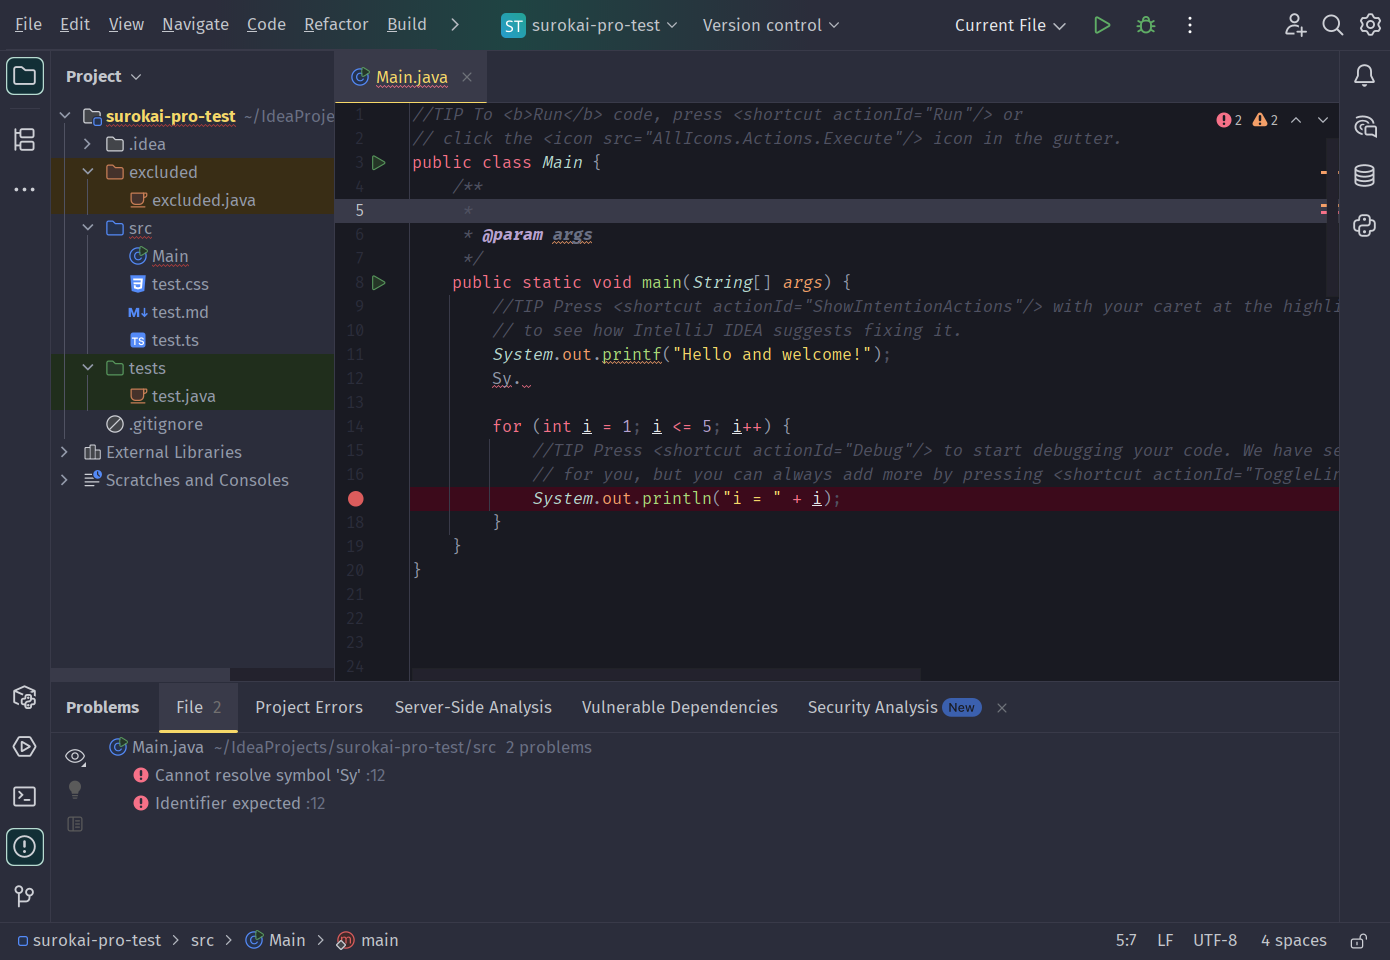 File Edit View Navigate Code Refactor Build ST surokai-pro-test Version control Current File
Project
Main.java
surokai-pro-test ~/IdeaProje
.idea
excluded
excluded.java
src
Main
test.css
M↓ test.md
TS test.ts
tests
test.java
.gitignore
External Libraries
Scratches and Consoles
2 2
1 //TIP To <b>Run</b> code, press <shortcut actionId="Run"/> or
2 // click the <icon src="AllIcons.Actions.Execute"/> icon in the gutter.
3 public class Main {
4 /**
5 *
6 * @param args
7 */
8 public static void main(String[] args) {
9 //TIP Press <shortcut actionId="ShowIntentionActions"/> with your caret at the highli
10 // to see how IntelliJ IDEA suggests fixing it.
11 System.out.printf("Hello and welcome!");
12 Sy.
13
14 for (int i = 1; i <= 5; i++) {
15 //TIP Press <shortcut actionId="Debug"/> to start debugging your code. We have se
16 // for you, but you can always add more by pressing <shortcut actionId="ToggleLin
System.out.println("i = " + i);
18 }
19 }
20 }
21
22
23
24
Problems File 2 Project Errors Server-Side Analysis Vulnerable Dependencies Security Analysis New
Main.java ~/IdeaProjects/surokai-pro-test/src 2 problems
Cannot resolve symbol 'Sy' :12
Identifier expected :12
surokai-pro-test > src > Main > m main 5:7 LF UTF-8 4 spaces